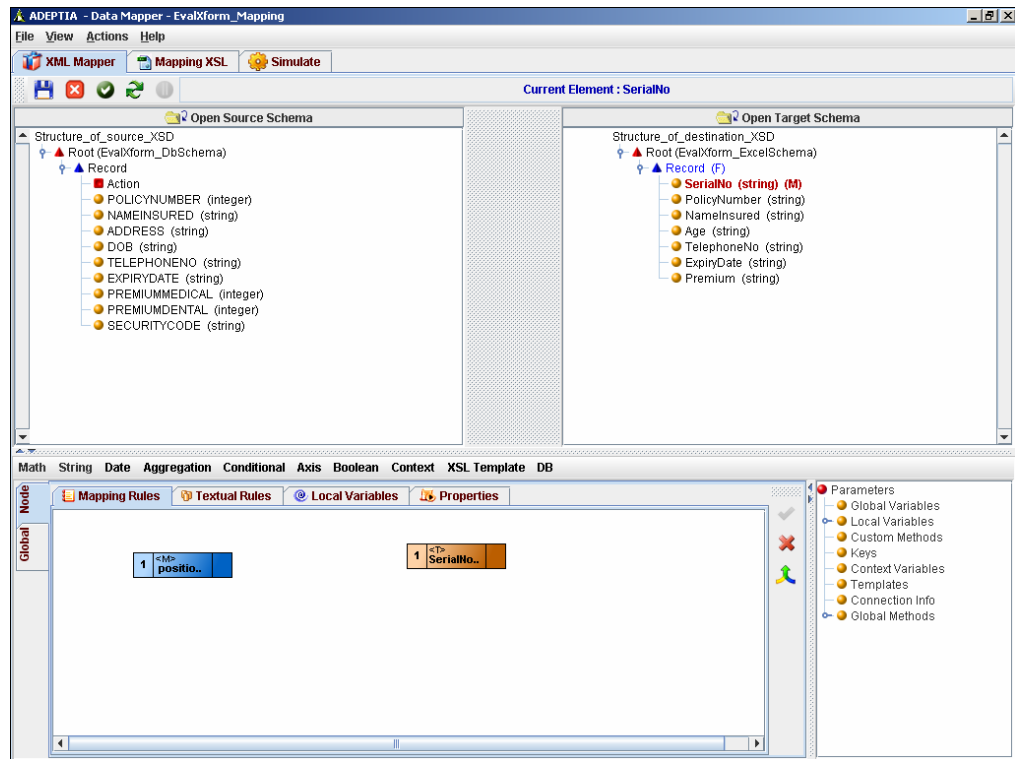 ADEPTIA - Data Mapper - EvalXform_Mapping
File View Actions Help
XML Mapper Mapping XSL Simulate
Current Element : SerialNo
Open Source Schema
Structure_of_source_XSD
Root (EvalXform_DbSchema)
Record
Action
POLICYNUMBER (integer)
NAMEINSURED (string)
ADDRESS (string)
DOB (string)
TELEPHONENO (string)
EXPIRYDATE (string)
PREMIUMMEDICAL (integer)
PREMIUMDENTAL (integer)
SECURITYCODE (string)
Open Target Schema
Structure_of_destination_XSD
Root (EvalXform_ExcelSchema)
Record (F)
SerialNo (string) (M)
PolicyNumber (string)
NameInsured (string)
Age (string)
TelephoneNo (string)
ExpiryDate (string)
Premium (string)
Math String Date Aggregation Conditional Axis Boolean Context XSL Template DB
Node
Global
Mapping Rules Textual Rules Local Variables Properties
1 <M> positio..
1 <T> SerialNo..
Parameters
Global Variables
Local Variables
Custom Methods
Keys
Context Variables
Templates
Connection Info
Global Methods